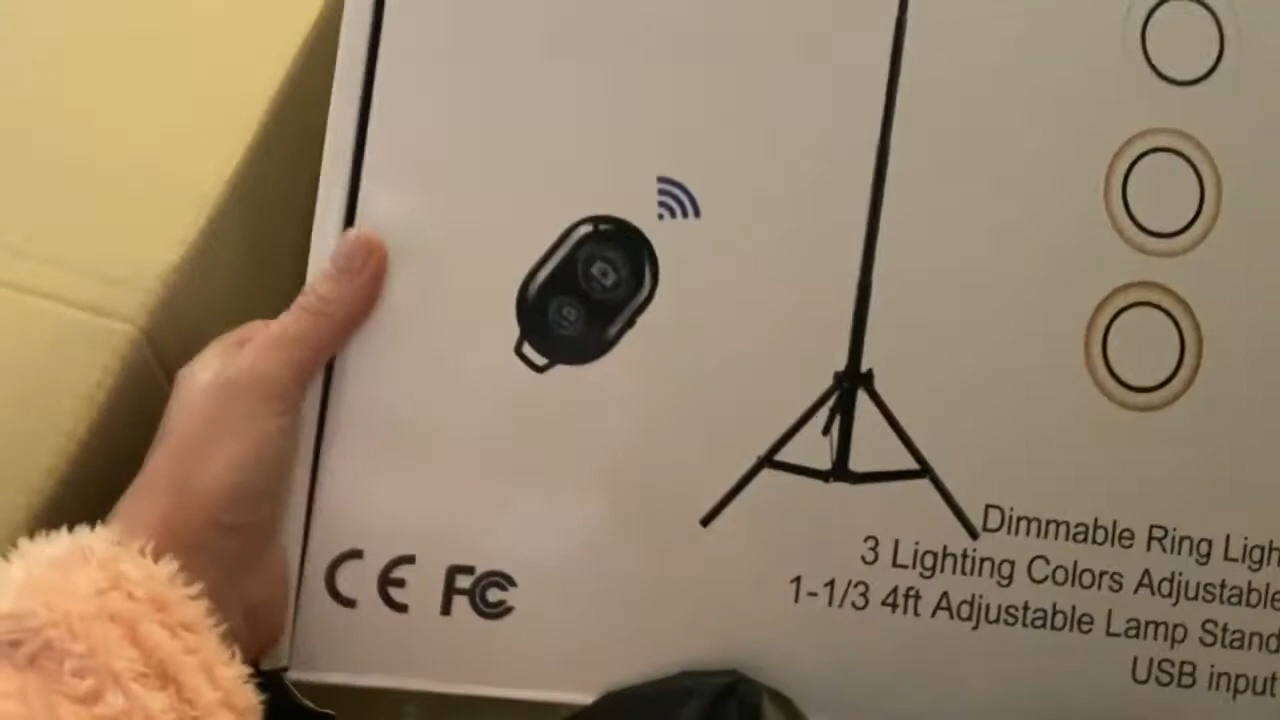 Dimmable Ring Ligh
3 Lighting Colors Adjustable
1-1/3 4ft Adjustable Lamp Stand
USB input
CE FC